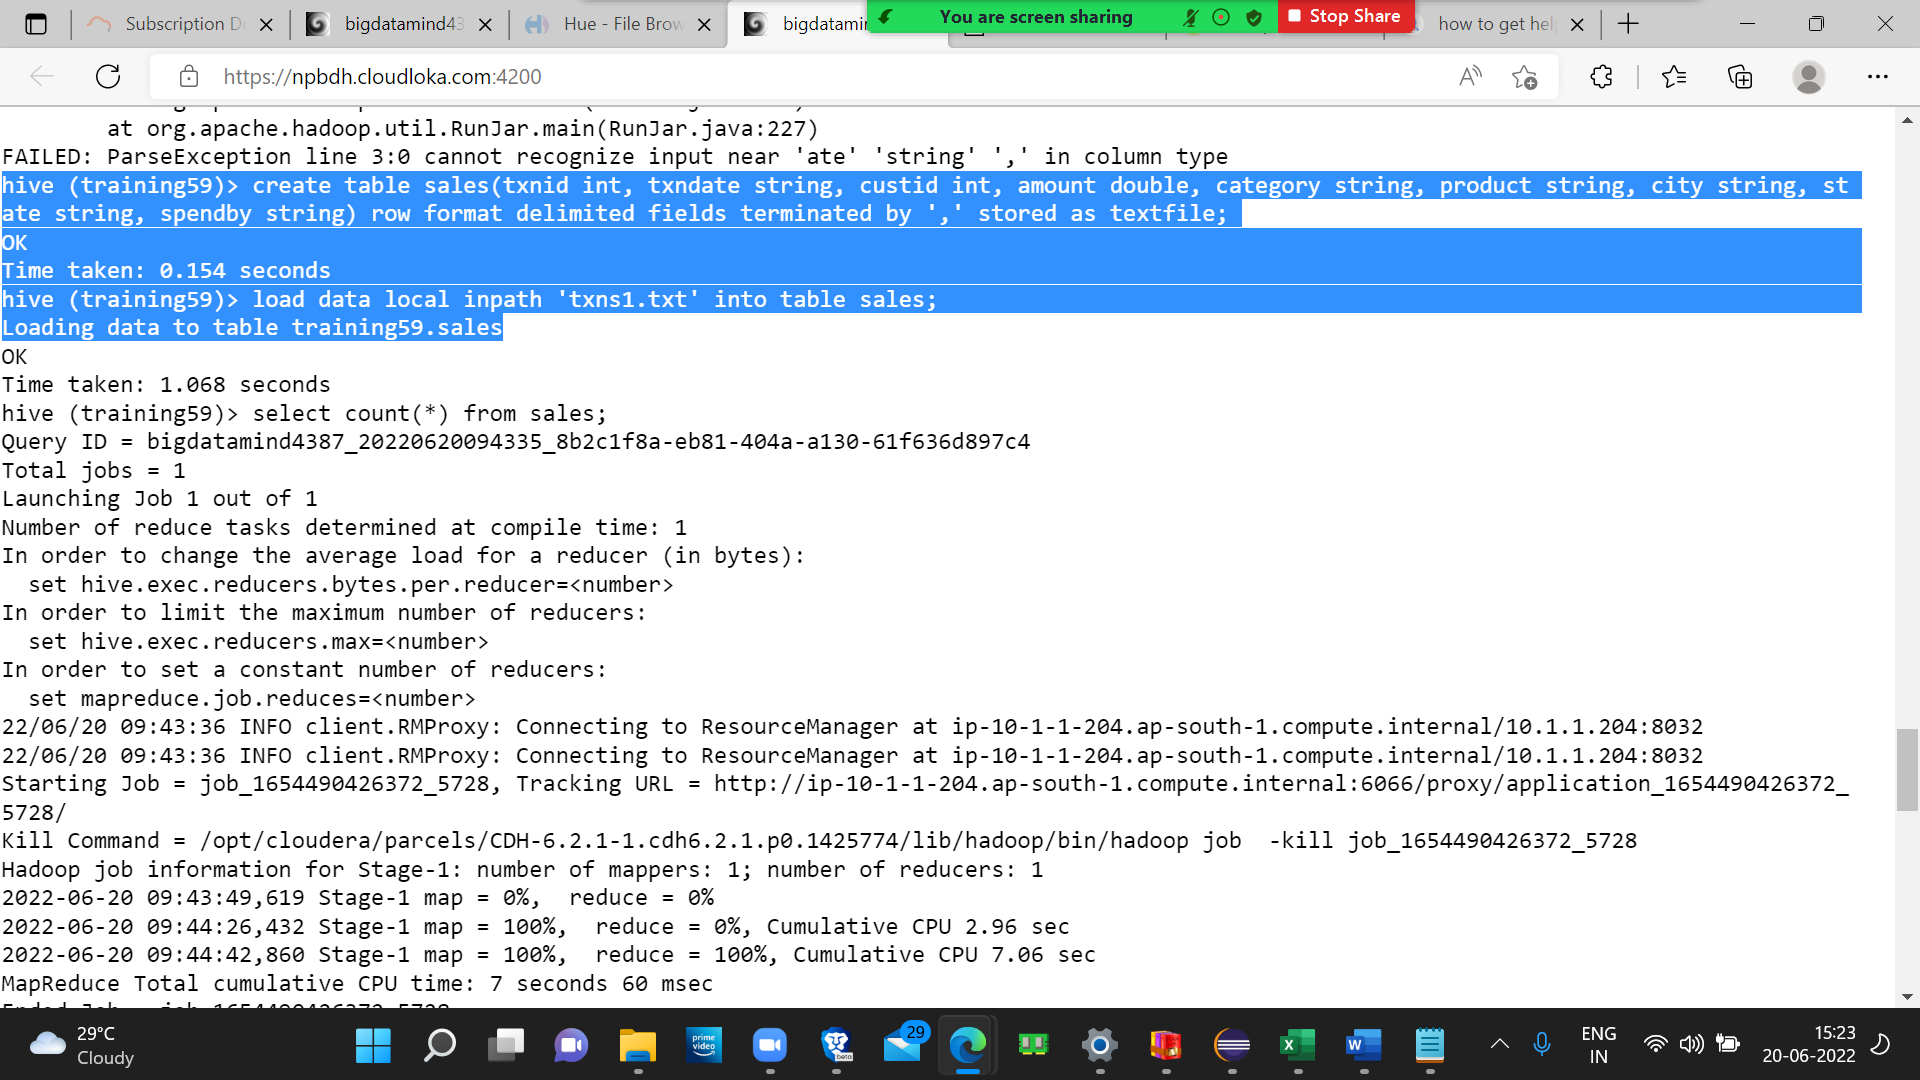 Subscription D
bigdatamind43
Hue - File Brow
bigdatamin
You are screen sharing
Stop Share
how to get hel
https://npbdh.cloudloka.com:4200
at org.apache.hadoop.util.RunJar.main(RunJar.java:227)
FAILED: ParseException line 3:0 cannot recognize input near 'ate' 'string' ',' in column type
hive (training59)> create table sales(txnid int, txndate string, custid int, amount double, category string, product string, city string, st
ate string, spendby string) row format delimited fields terminated by ',' stored as textfile;
OK
Time taken: 0.154 seconds
hive (training59)> load data local inpath 'txns1.txt' into table sales;
Loading data to table training59.sales
OK
Time taken: 1.068 seconds
hive (training59)> select count(*) from sales;
Query ID = bigdatamind4387_20220620094335_8b2c1f8a-eb81-404a-a130-61f636d897c4
Total jobs = 1
Launching Job 1 out of 1
Number of reduce tasks determined at compile time: 1
In order to change the average load for a reducer (in bytes):
set hive.exec.reducers.bytes.per.reducer=<number>
In order to limit the maximum number of reducers:
set hive.exec.reducers.max=<number>
In order to set a constant number of reducers:
set mapreduce.job.reduces=<number>
22/06/20 09:43:36 INFO client.RMProxy: Connecting to ResourceManager at ip-10-1-1-204.ap-south-1.compute.internal/10.1.1.204:8032
22/06/20 09:43:36 INFO client.RMProxy: Connecting to ResourceManager at ip-10-1-1-204.ap-south-1.compute.internal/10.1.1.204:8032
Starting Job = job_1654490426372_5728, Tracking URL = http://ip-10-1-1-204.ap-south-1.compute.internal:6066/proxy/application_1654490426372_
5728/
Kill Command = /opt/cloudera/parcels/CDH-6.2.1-1.cdh6.2.1.p0.1425774/lib/hadoop/bin/hadoop job  -kill job_1654490426372_5728
Hadoop job information for Stage-1: number of mappers: 1; number of reducers: 1
2022-06-20 09:43:49,619 Stage-1 map = 0%,  reduce = 0%
2022-06-20 09:44:26,432 Stage-1 map = 100%,  reduce = 0%, Cumulative CPU 2.96 sec
2022-06-20 09:44:42,860 Stage-1 map = 100%,  reduce = 100%, Cumulative CPU 7.06 sec
MapReduce Total cumulative CPU time: 7 seconds 60 msec
29°C
Cloudy
prime video
beta
29
ENG
IN
15:23
20-06-2022